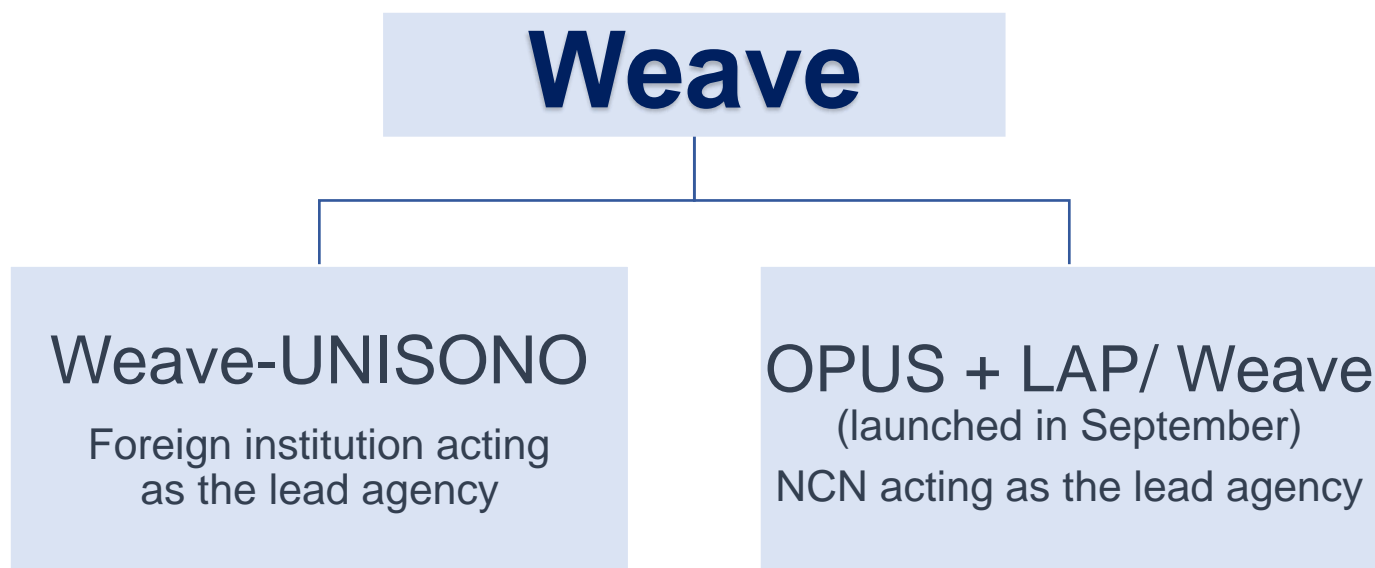 Weave
Weave-UNISONO
Foreign institution acting
as the lead agency
OPUS + LAP/ Weave
(launched in September)
NCN acting as the lead agency